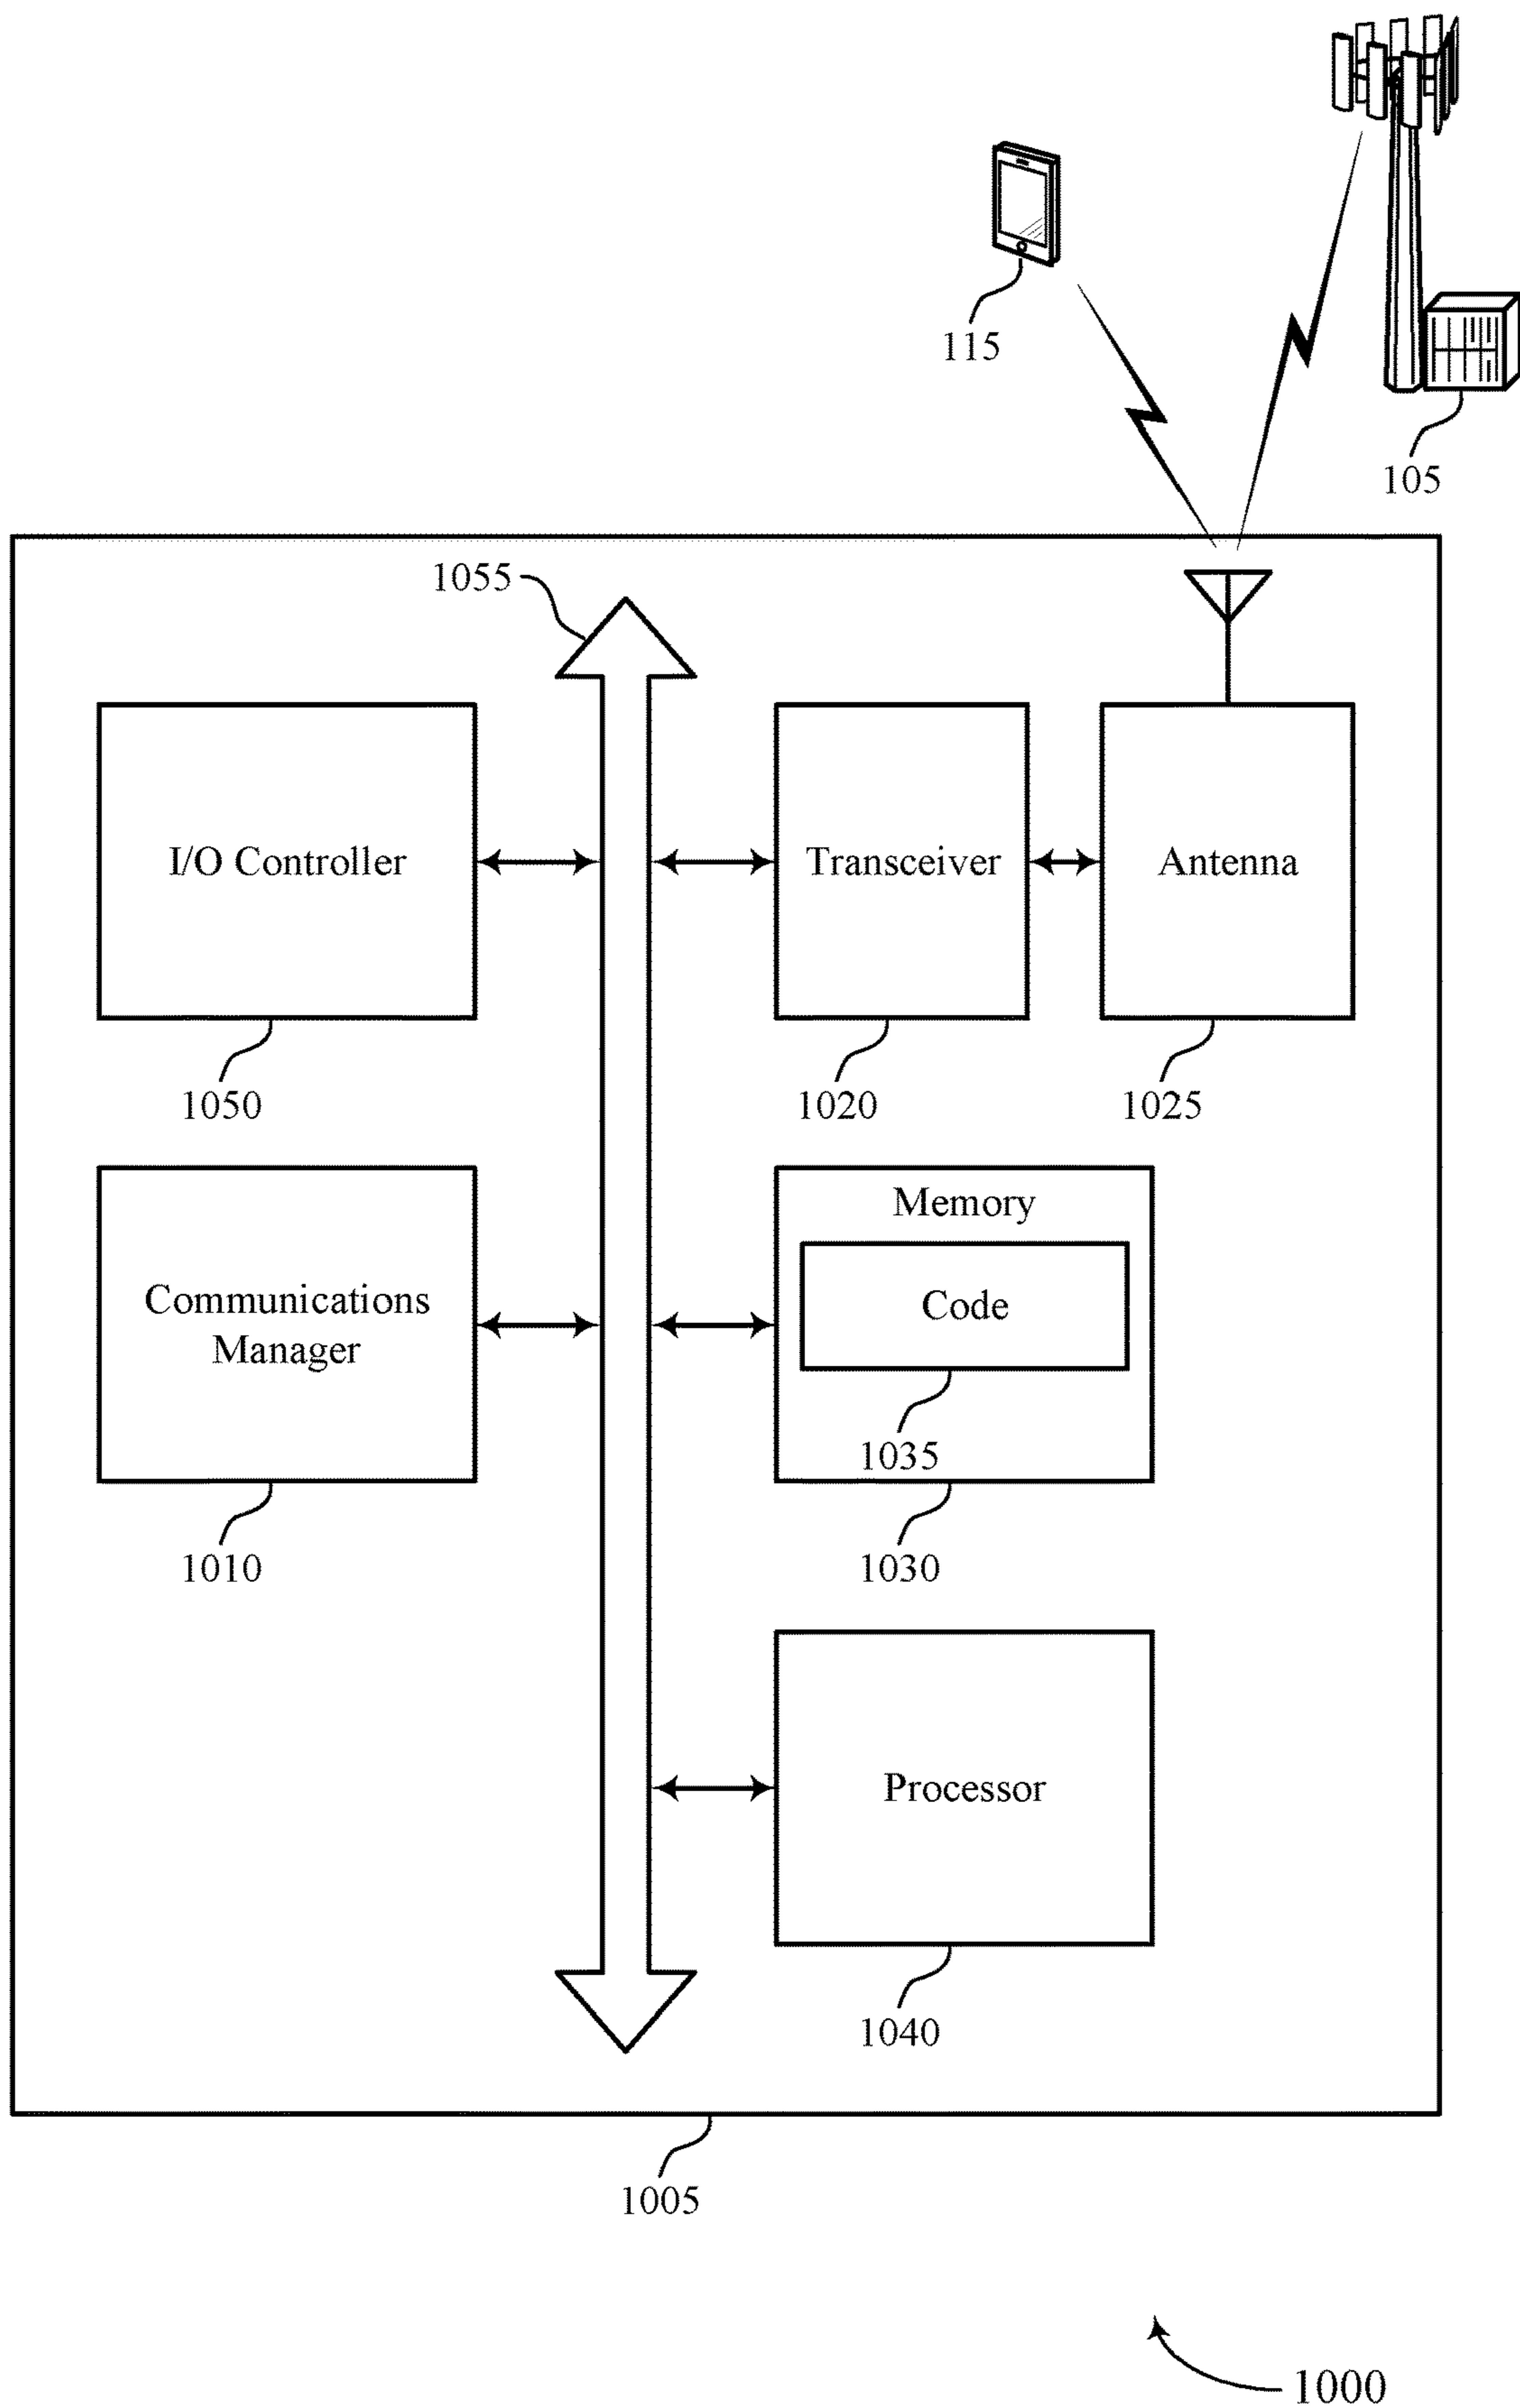 115
105
1055
I/O Controller
Transceiver
Antenna
1050
1020
1025
Communications
Manager
Memory
Code
1035
1010
1030
Processor
1040
1005
1000